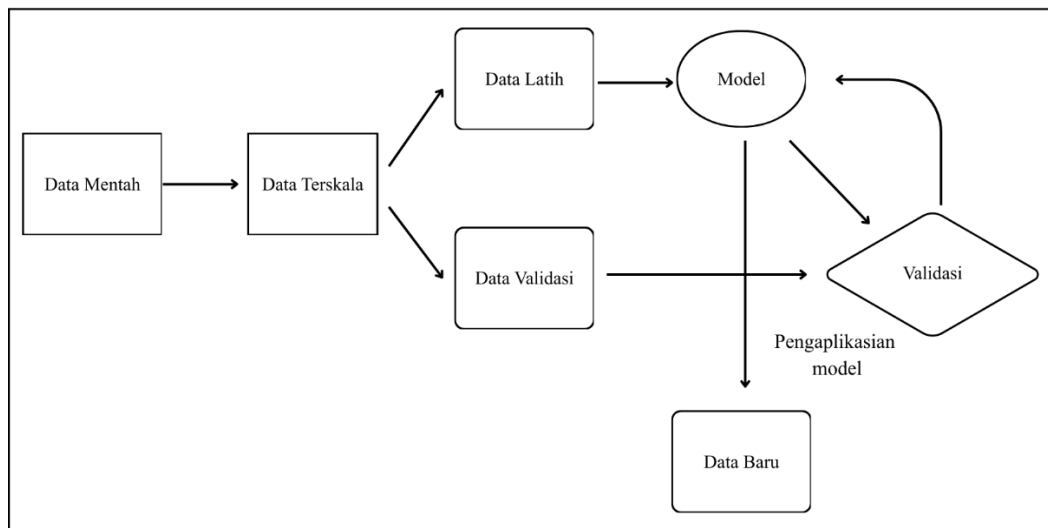 Data Mentah
Data Terskala
Data Latih
Model
Data Validasi
Validasi
Pengaplikasian
model
Data Baru